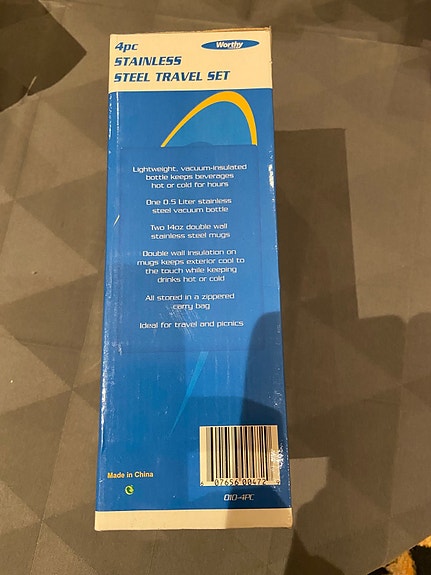 4pc
Worthy
STAINLESS
STEEL TRAVEL SET
Lightweight, vacuum-insulated
bottle keeps beverages
hot or cold for hours
One 0.5 Liter stainless
steel vacuum bottle
Two 14oz double wall
stainless steel mugs
Double wall insulation on
mugs keeps exterior cool to
the touch while keeping
drinks hot or cold
All stored in a zippered
carry bag
Ideal for travel and picnics
Made in China
07656 00472
010-4PC